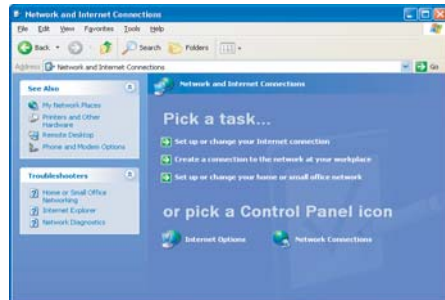 Network and Internet Connections
File Edit View Favorites Tools Help
Back Search Folders
Address Network and Internet Connections Go
See Also
My Network Places
Printers and Other
Hardware
Remote Desktop
Phone and Modem Options
Troubleshooters
Home or Small Office
Networking
Internet Explorer
Network Diagnostics
Network and Internet Connections
Pick a task...
Set up or change your Internet connection
Create a connection to the network at your workplace
Set up or change your home or small office network
or pick a Control Panel icon
Internet Options Network Connections